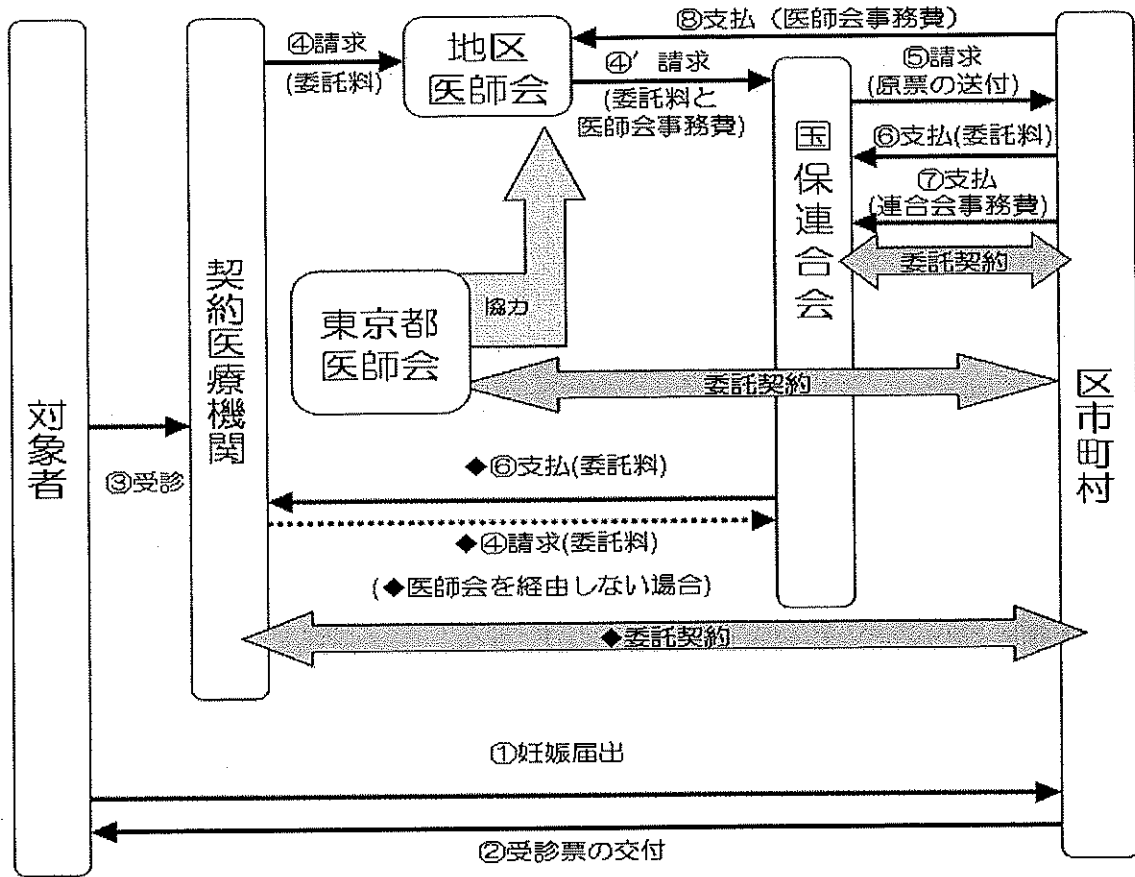 ⑧支払（医師会事務費）
④請求
(委託料)
地区
医師会
④’請求
(委託料と
医師会事務費)
⑤請求
(原票の送付)
⑥支払(委託料)
⑦支払
(連合会事務費)
委託契約
国保連合会
契約医療機関
東京都
医師会
協力
委託契約
区市町村
対象者
③受診
◆⑥支払(委託料)
◆④請求(委託料)
(◆医師会を経由しない場合)
◆委託契約
①妊娠届出
②受診票の交付